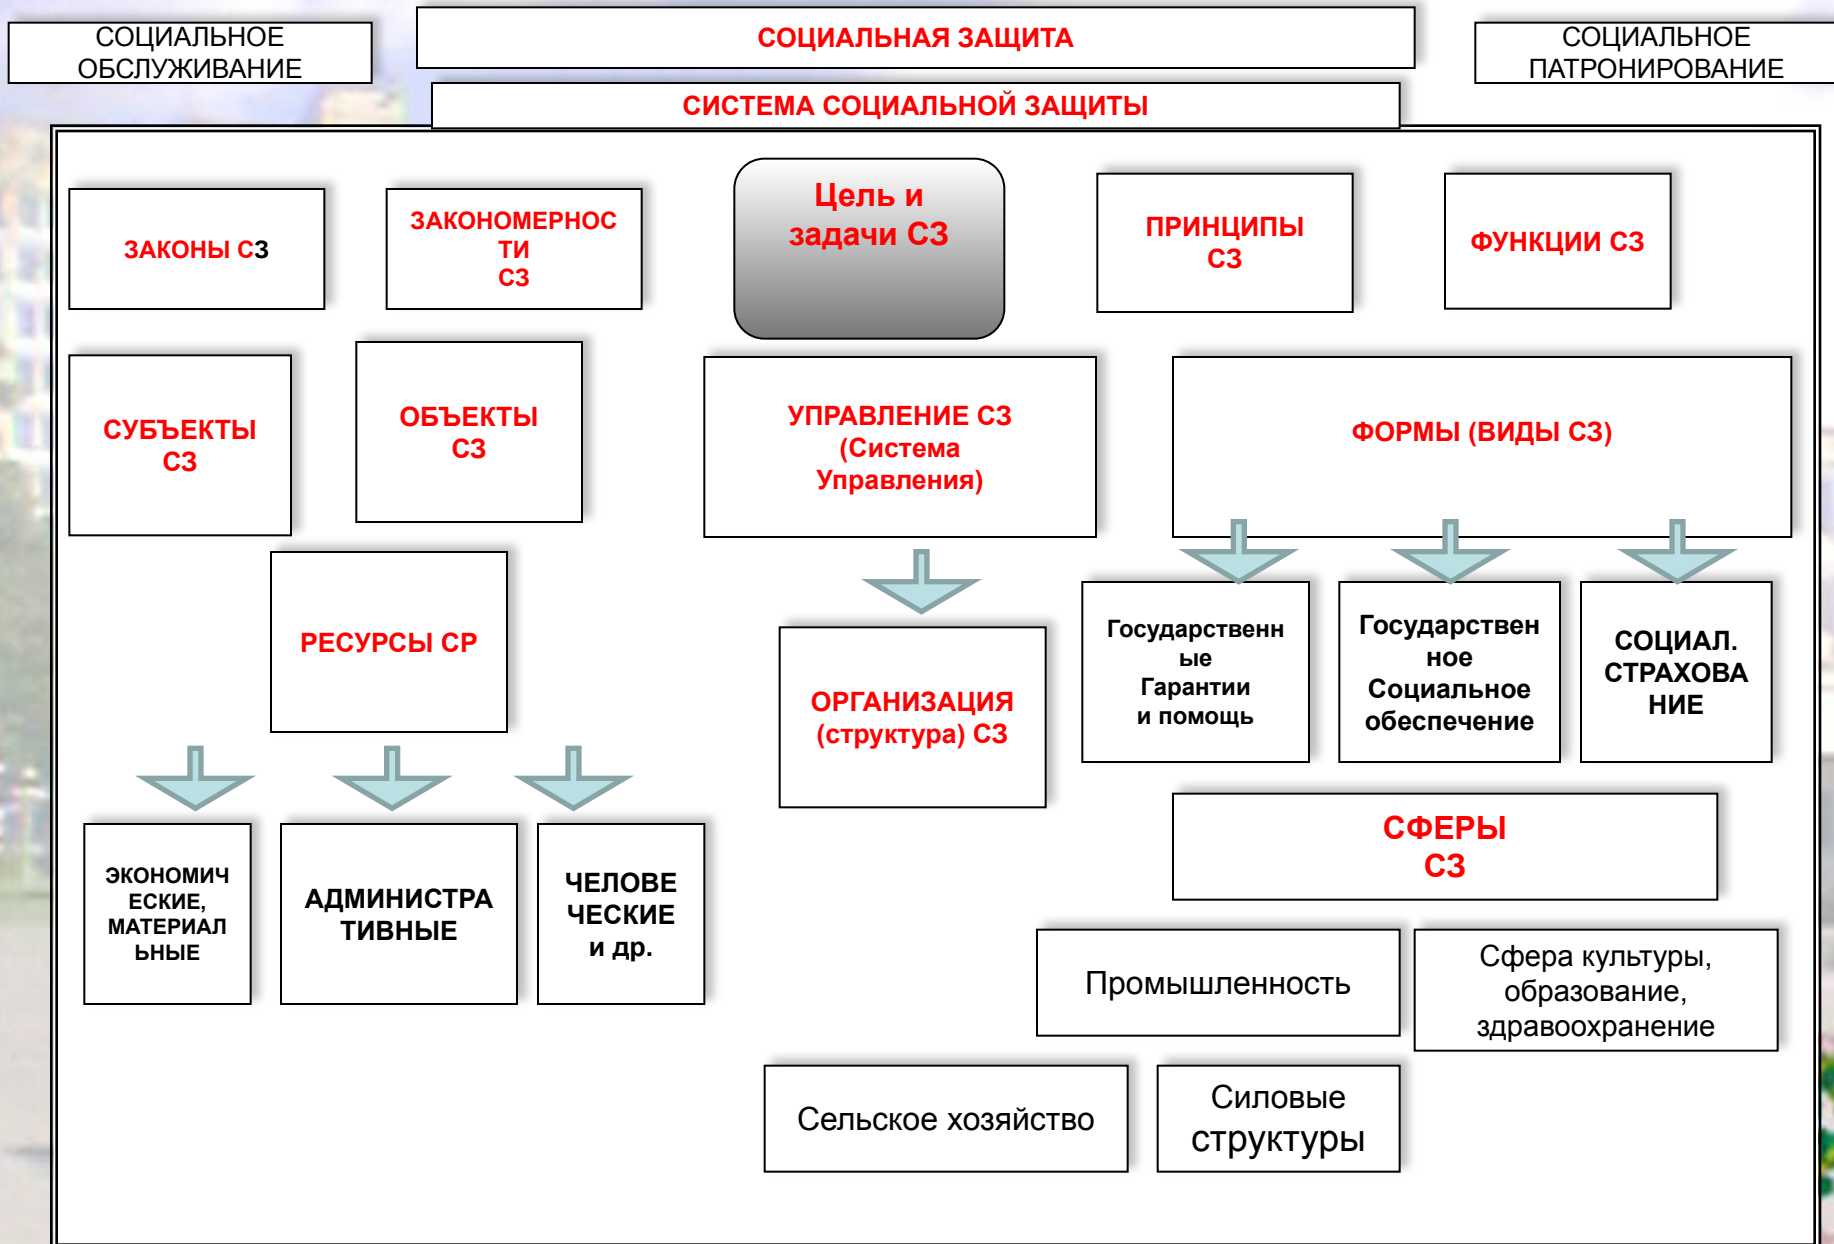 СОЦИАЛЬНОЕ
ОБСЛУЖИВАНИЕ
СОЦИАЛЬНАЯ ЗАЩИТА
СОЦИАЛЬНОЕ
ПАТРОНИРОВАНИЕ
СИСТЕМА СОЦИАЛЬНОЙ ЗАЩИТЫ
ЗАКОНЫ СЗ
ЗАКОНОМЕРНОС
ТИ
СЗ
Цель и
задачи СЗ
ПРИНЦИПЫ
СЗ
ФУНКЦИИ СЗ
СУБЪЕКТЫ
СЗ
ОБЪЕКТЫ
СЗ
УПРАВЛЕНИЕ СЗ
(Система
Управления)
ФОРМЫ (ВИДЫ СЗ)
РЕСУРСЫ СР
ОРГАНИЗАЦИЯ
(структура) СЗ
Государственн
ые
Гарантии
и помощь
Государствен
ное
Социальное
обеспечение
СОЦИАЛ.
СТРАХОВА
НИЕ
ЭКОНОМИЧ
ЕСКИЕ,
МАТЕРИАЛ
ЬНЫЕ
АДМИНИСТРА
ТИВНЫЕ
ЧЕЛОВЕ
ЧЕСКИЕ
и др.
СФЕРЫ
СЗ
Промышленность
Сфера культуры,
образование,
здравоохранение
Сельское хозяйство
Силовые
структуры